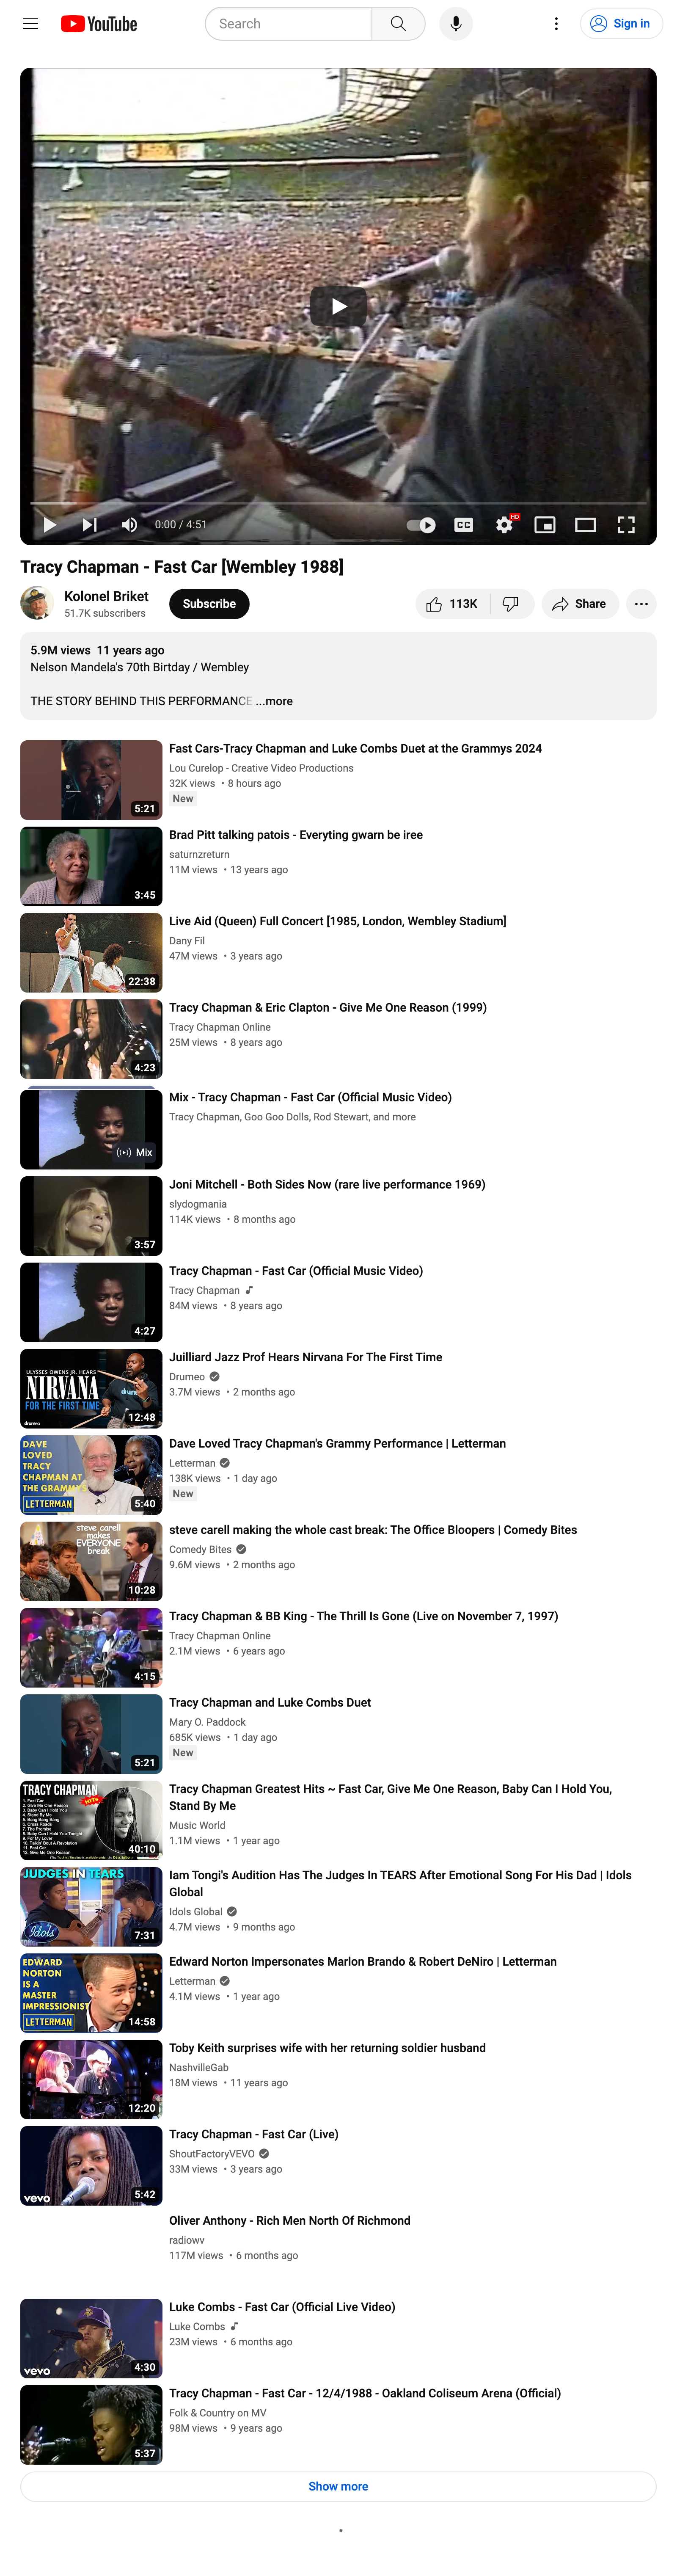 YouTube
Search
Sign in
0:00 / 4:51
CC
HD
Tracy Chapman - Fast Car [Wembley 1988]
Kolonel Briket
51.7K subscribers
Subscribe
113K
Share
5.9M views 11 years ago
Nelson Mandela's 70th Birtday / Wembley
THE STORY BEHIND THIS PERFORMANCE ...more
5:21
Fast Cars-Tracy Chapman and Luke Combs Duet at the Grammys 2024
Lou Curelop - Creative Video Productions
32K views • 8 hours ago
New
3:45
Brad Pitt talking patois - Everyting gwarn be iree
saturnzreturn
11M views • 13 years ago
22:38
Live Aid (Queen) Full Concert [1985, London, Wembley Stadium]
Dany Fil
47M views • 3 years ago
4:23
Tracy Chapman & Eric Clapton - Give Me One Reason (1999)
Tracy Chapman Online
25M views • 8 years ago
Mix
Mix - Tracy Chapman - Fast Car (Official Music Video)
Tracy Chapman, Goo Goo Dolls, Rod Stewart, and more
3:57
Joni Mitchell - Both Sides Now (rare live performance 1969)
slydogmania
114K views • 8 months ago
4:27
Tracy Chapman - Fast Car (Official Music Video)
Tracy Chapman
84M views • 8 years ago
ULYSSES OWENS JR. HEARS
NIRVANA
FOR THE FIRST TIME
drumeo
12:48
Juilliard Jazz Prof Hears Nirvana For The First Time
Drumeo
3.7M views • 2 months ago
DAVE
LOVED
TRACY
CHAPMAN AT
THE GRAMMYS
LETTERMAN
5:40
Dave Loved Tracy Chapman's Grammy Performance | Letterman
Letterman
138K views • 1 day ago
New
steve carell
makes
EVERYONE
break
10:28
steve carell making the whole cast break: The Office Bloopers | Comedy Bites
Comedy Bites
9.6M views • 2 months ago
4:15
Tracy Chapman & BB King - The Thrill Is Gone (Live on November 7, 1997)
Tracy Chapman Online
2.1M views • 6 years ago
5:21
Tracy Chapman and Luke Combs Duet
Mary O. Paddock
685K views • 1 day ago
New
TRACY CHAPMAN
HITS
1. Fast Car
2. Give Me One Reason
3. Baby Can I Hold You
4. Stand By Me
5. Bang Bang Bang
6. Cross Roads
7. The Promise
8. Baby Can I Hold You Tonight
9. For My Lover
10. Talkin' Bout A Revolution
11. Fast Car
12. Give Me One Reason
40:10
Tracy Chapman Greatest Hits ~ Fast Car, Give Me One Reason, Baby Can I Hold You,
Stand By Me
Music World
1.1M views • 1 year ago
JUDGES IN TEARS
Idols
7:31
Iam Tongi's Audition Has The Judges In TEARS After Emotional Song For His Dad | Idols
Global
Idols Global
4.7M views • 9 months ago
EDWARD
NORTON
IS A
MASTER
IMPRESSIONIST
LETTERMAN
14:58
Edward Norton Impersonates Marlon Brando & Robert DeNiro | Letterman
Letterman
4.1M views • 1 year ago
12:20
Toby Keith surprises wife with her returning soldier husband
NashvilleGab
18M views • 11 years ago
vevo
5:42
Tracy Chapman - Fast Car (Live)
ShoutFactoryVEVO
33M views • 3 years ago
Oliver Anthony - Rich Men North Of Richmond
radiowv
117M views • 6 months ago
vevo
4:30
Luke Combs - Fast Car (Official Live Video)
Luke Combs
23M views • 6 months ago
5:37
Tracy Chapman - Fast Car - 12/4/1988 - Oakland Coliseum Arena (Official)
Folk & Country on MV
98M views • 9 years ago
Show more